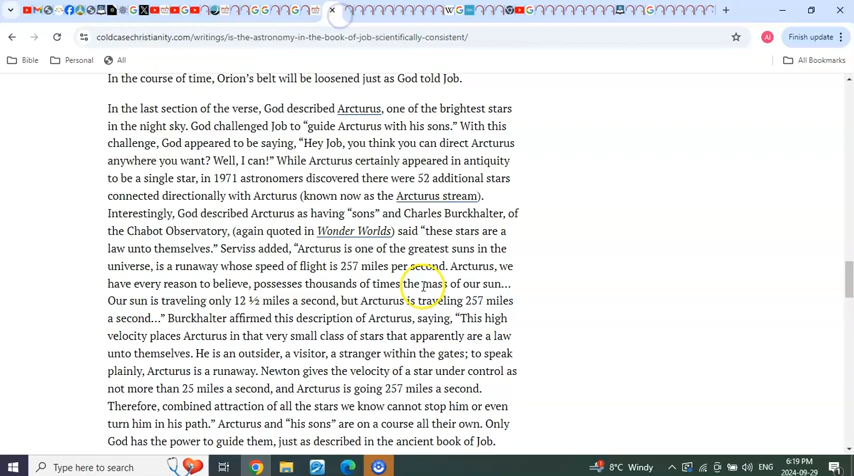 Finish update
coldcasechristianity.com/writings/is-the-astronomy-in-the-book-of-job-scientifically-consistent/
AI
Bible
Personal
All
All Bookmarks
In the course of time, Orion’s belt will be loosened just as God told Job.
In the last section of the verse, God described Arcturus, one of the brightest stars
in the night sky. God challenged Job to “guide Arcturus with his sons.” With this
challenge, God appeared to be saying, “Hey Job, you think you can direct Arcturus
anywhere you want? Well, I can!” While Arcturus certainly appeared in antiquity
to be a single star, in 1971 astronomers discovered there were 52 additional stars
connected directionally with Arcturus (known now as the Arcturus stream).
Interestingly, God described Arcturus as having “sons” and Charles Burckhalter, of
the Chabot Observatory, (again quoted in Wonder Worlds) said “these stars are a
law unto themselves.” Serviss added, “Arcturus is one of the greatest suns in the
universe, is a runaway whose speed of flight is 257 miles per second. Arcturus, we
have every reason to believe, possesses thousands of times the mass of our sun…
Our sun is traveling only 12 ½ miles a second, but Arcturus is traveling 257 miles
a second…” Burckhalter affirmed this description of Arcturus, saying, “This high
velocity places Arcturus in that very small class of stars that apparently are a law
unto themselves. He is an outsider, a visitor, a stranger within the gates; to speak
plainly, Arcturus is a runaway. Newton gives the velocity of a star under control as
not more than 25 miles a second, and Arcturus is going 257 miles a second.
Therefore, combined attraction of all the stars we know cannot stop him or even
turn him in his path.” Arcturus and “his sons” are on a course all their own. Only
God has the power to guide them, just as described in the ancient book of Job.
Type here to search
8°C Windy
ENG
6:19 PM
2024-09-29